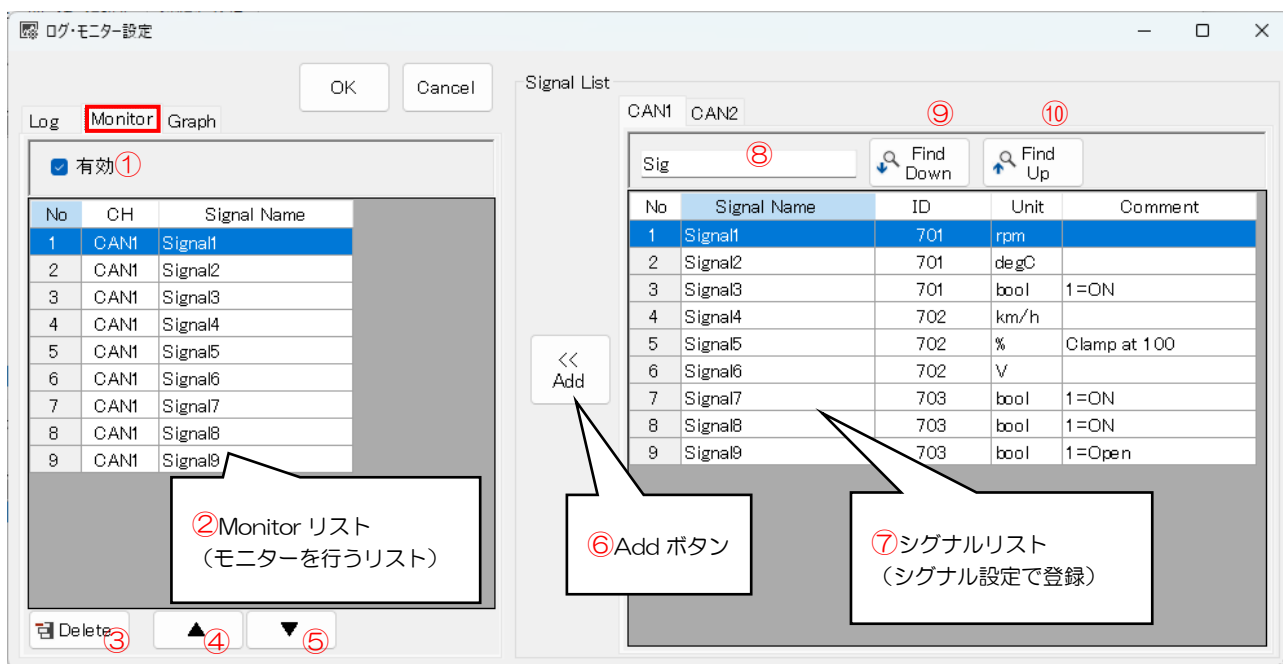 ログ・モニター設定
OK
Cancel
Log
Monitor
Graph
有効①
No CH Signal Name
1 CAN1 Signal1
2 CAN1 Signal2
3 CAN1 Signal3
4 CAN1 Signal4
5 CAN1 Signal5
6 CAN1 Signal6
7 CAN1 Signal7
8 CAN1 Signal8
9 CAN1 Signal9
②Monitor リスト
（モニターを行うリスト）
Delete
③
▲
④
▼
⑤
<<
Add
⑥Add ボタン
Signal List
CAN1
CAN2
Sig
⑧
⑨
Find
Down
⑩
Find
Up
No Signal Name ID Unit Comment
1 Signal1 701 rpm
2 Signal2 701 degC
3 Signal3 701 bool 1=ON
4 Signal4 702 km/h
5 Signal5 702 % Clamp at 100
6 Signal6 702 V
7 Signal7 703 bool 1=ON
8 Signal8 703 bool 1=ON
9 Signal9 703 bool 1=Open
⑦シグナルリスト
（シグナル設定で登録）